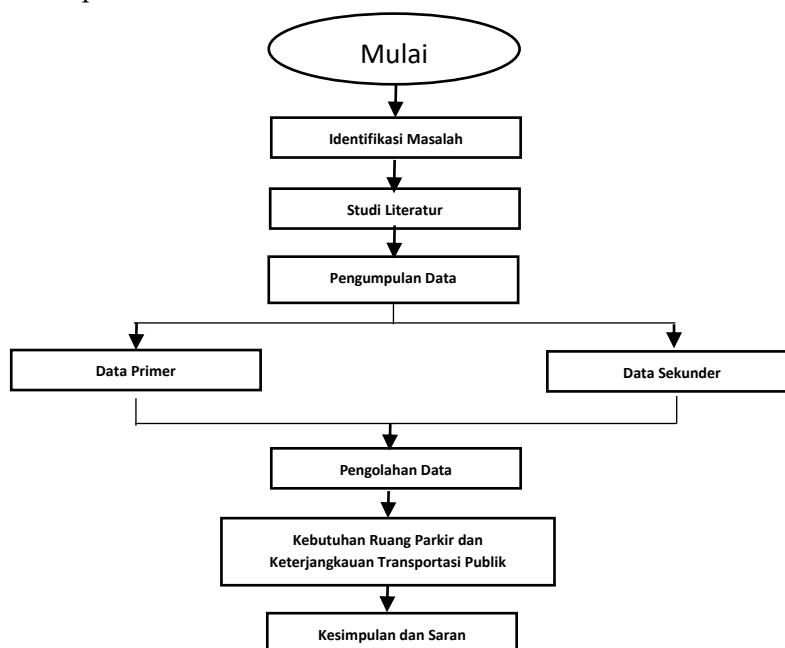 Mulai
Identifikasi Masalah
Studi Literatur
Pengumpulan Data
Data Primer
Data Sekunder
Pengolahan Data
Kebutuhan Ruang Parkir dan
Keterjangkauan Transportasi Publik
Kesimpulan dan Saran